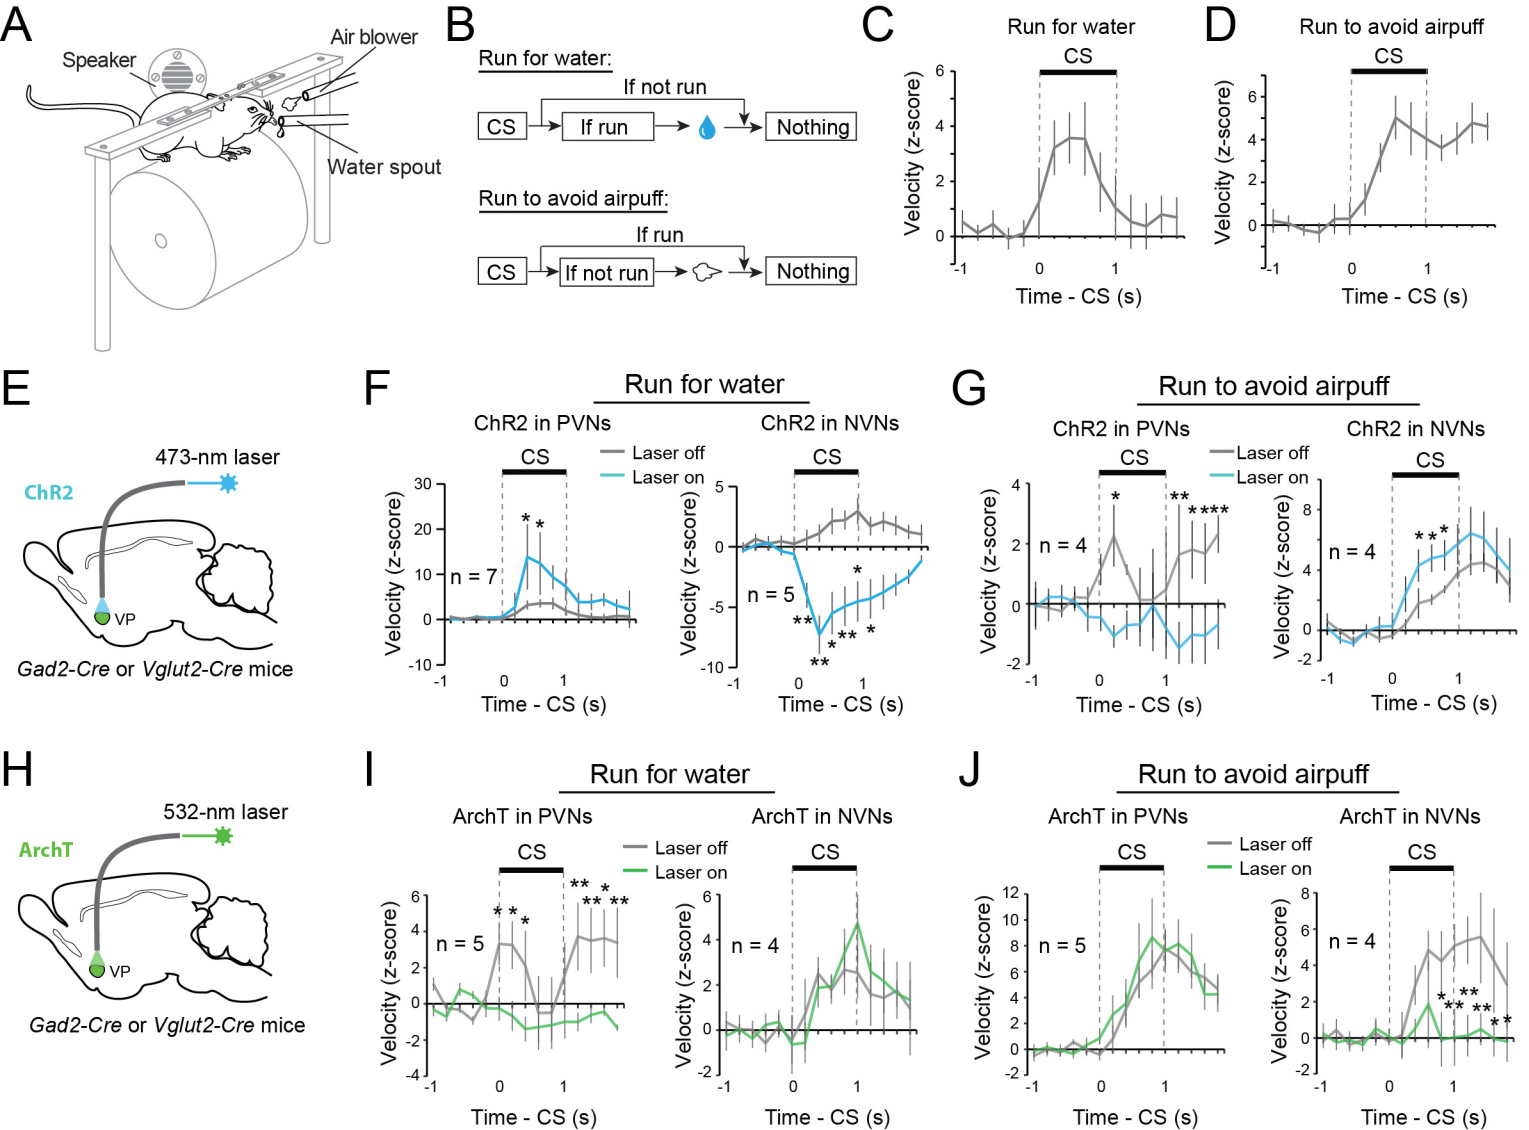 A
Speaker
Air blower
Water spout
B
Run for water:
If not run
CS
If run
Nothing
Run to avoid airpuff:
If run
CS
If not run
Nothing
C
Run for water
CS
Velocity (z-score)
6
4
2
0
-1
0
1
Time - CS (s)
D
Run to avoid airpuff
CS
Velocity (z-score)
6
4
2
0
-1
0
1
Time - CS (s)
E
473-nm laser
ChR2
VP
Gad2-Cre or Vglut2-Cre mice
F
Run for water
ChR2 in PVNs
CS
Laser off
Laser on
Velocity (z-score)
30
20
10
0
-10
* *
n = 7
-1
0
1
Time - CS (s)
ChR2 in NVNs
CS
Velocity (z-score)
5
0
-5
-10
n = 5
**
**
*
**
*
*
-1
0
1
Time - CS (s)
G
Run to avoid airpuff
ChR2 in PVNs
CS
Laser off
Laser on
Velocity (z-score)
4
2
0
-2
n = 4
*
**
****
-1
0
1
Time - CS (s)
ChR2 in NVNs
CS
Velocity (z-score)
8
4
2
0
-2
n = 4
* * *
-1
0
1
Time - CS (s)
H
532-nm laser
ArchT
VP
Gad2-Cre or Vglut2-Cre mice
I
Run for water
ArchT in PVNs
CS
Laser off
Laser on
Velocity (z-score)
6
4
2
0
-2
-4
n = 5
* * *
** *
** **
-1
0
1
Time - CS (s)
ArchT in NVNs
CS
Velocity (z-score)
6
4
2
0
-2
n = 4
-1
0
1
Time - CS (s)
J
Run to avoid airpuff
ArchT in PVNs
CS
Laser off
Laser on
Velocity (z-score)
12
10
8
6
4
2
0
-2
n = 5
-1
0
1
Time - CS (s)
ArchT in NVNs
CS
Velocity (z-score)
8
6
4
2
0
-2
n = 4
*
**
**
**
* *
-1
0
1
Time - CS (s)